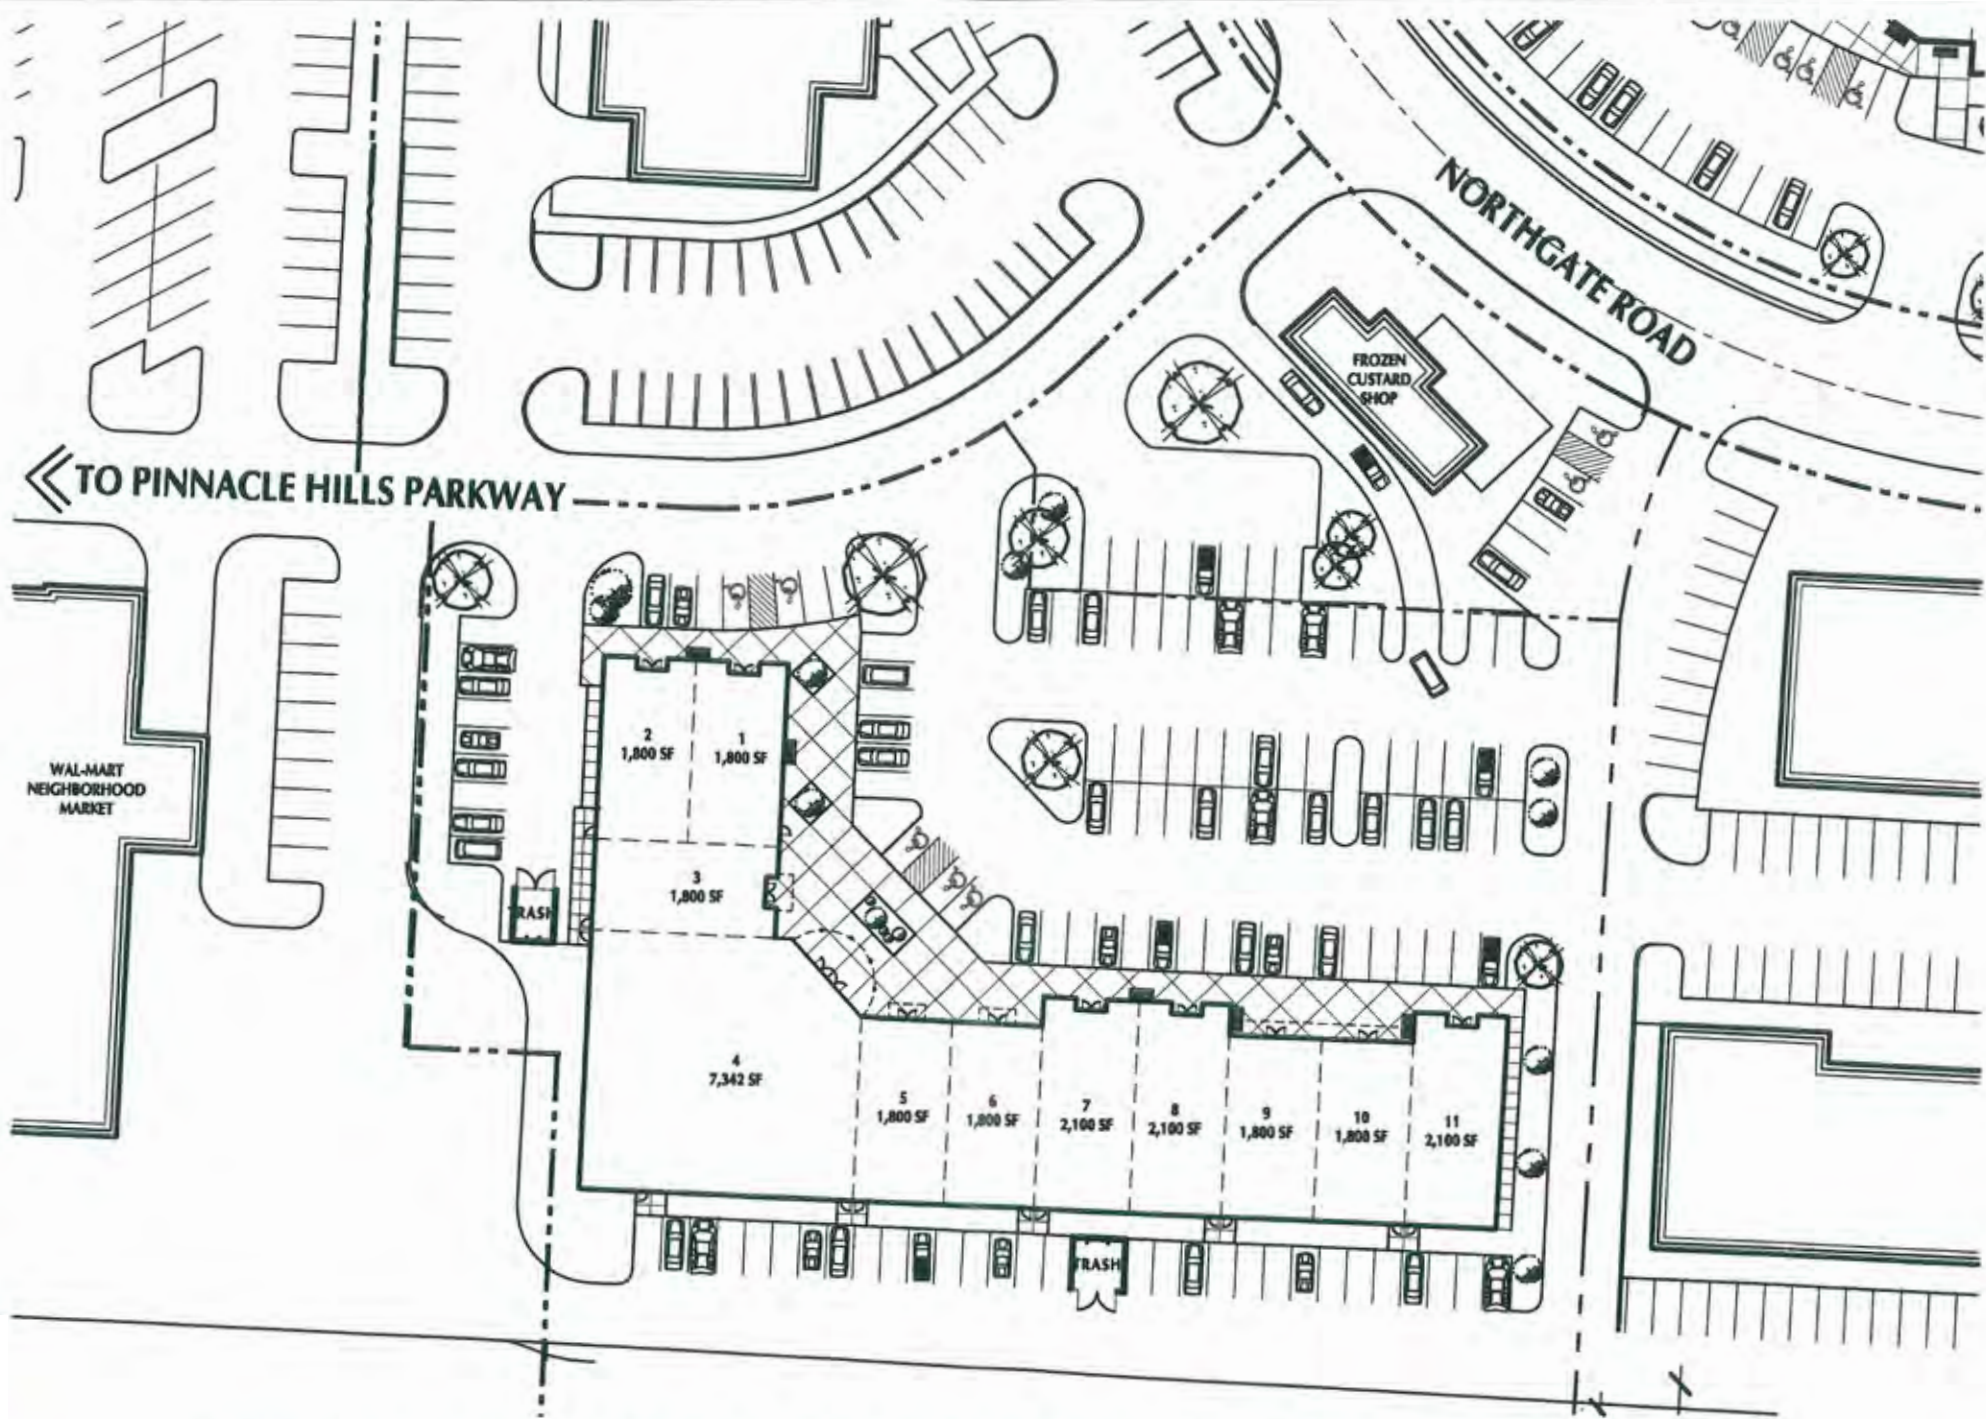 NORTHGATE ROAD
FROZEN
CUSTARD
SHOP
TO PINNACLE HILLS PARKWAY
WAL-MART
NEIGHBORHOOD
MARKET
2
1,800 SF
1
1,800 SF
3
1,800 SF
TRASH
4
7,342 SF
5
1,800 SF
6
1,800 SF
7
2,100 SF
8
2,100 SF
9
1,800 SF
10
1,800 SF
11
2,100 SF
TRASH